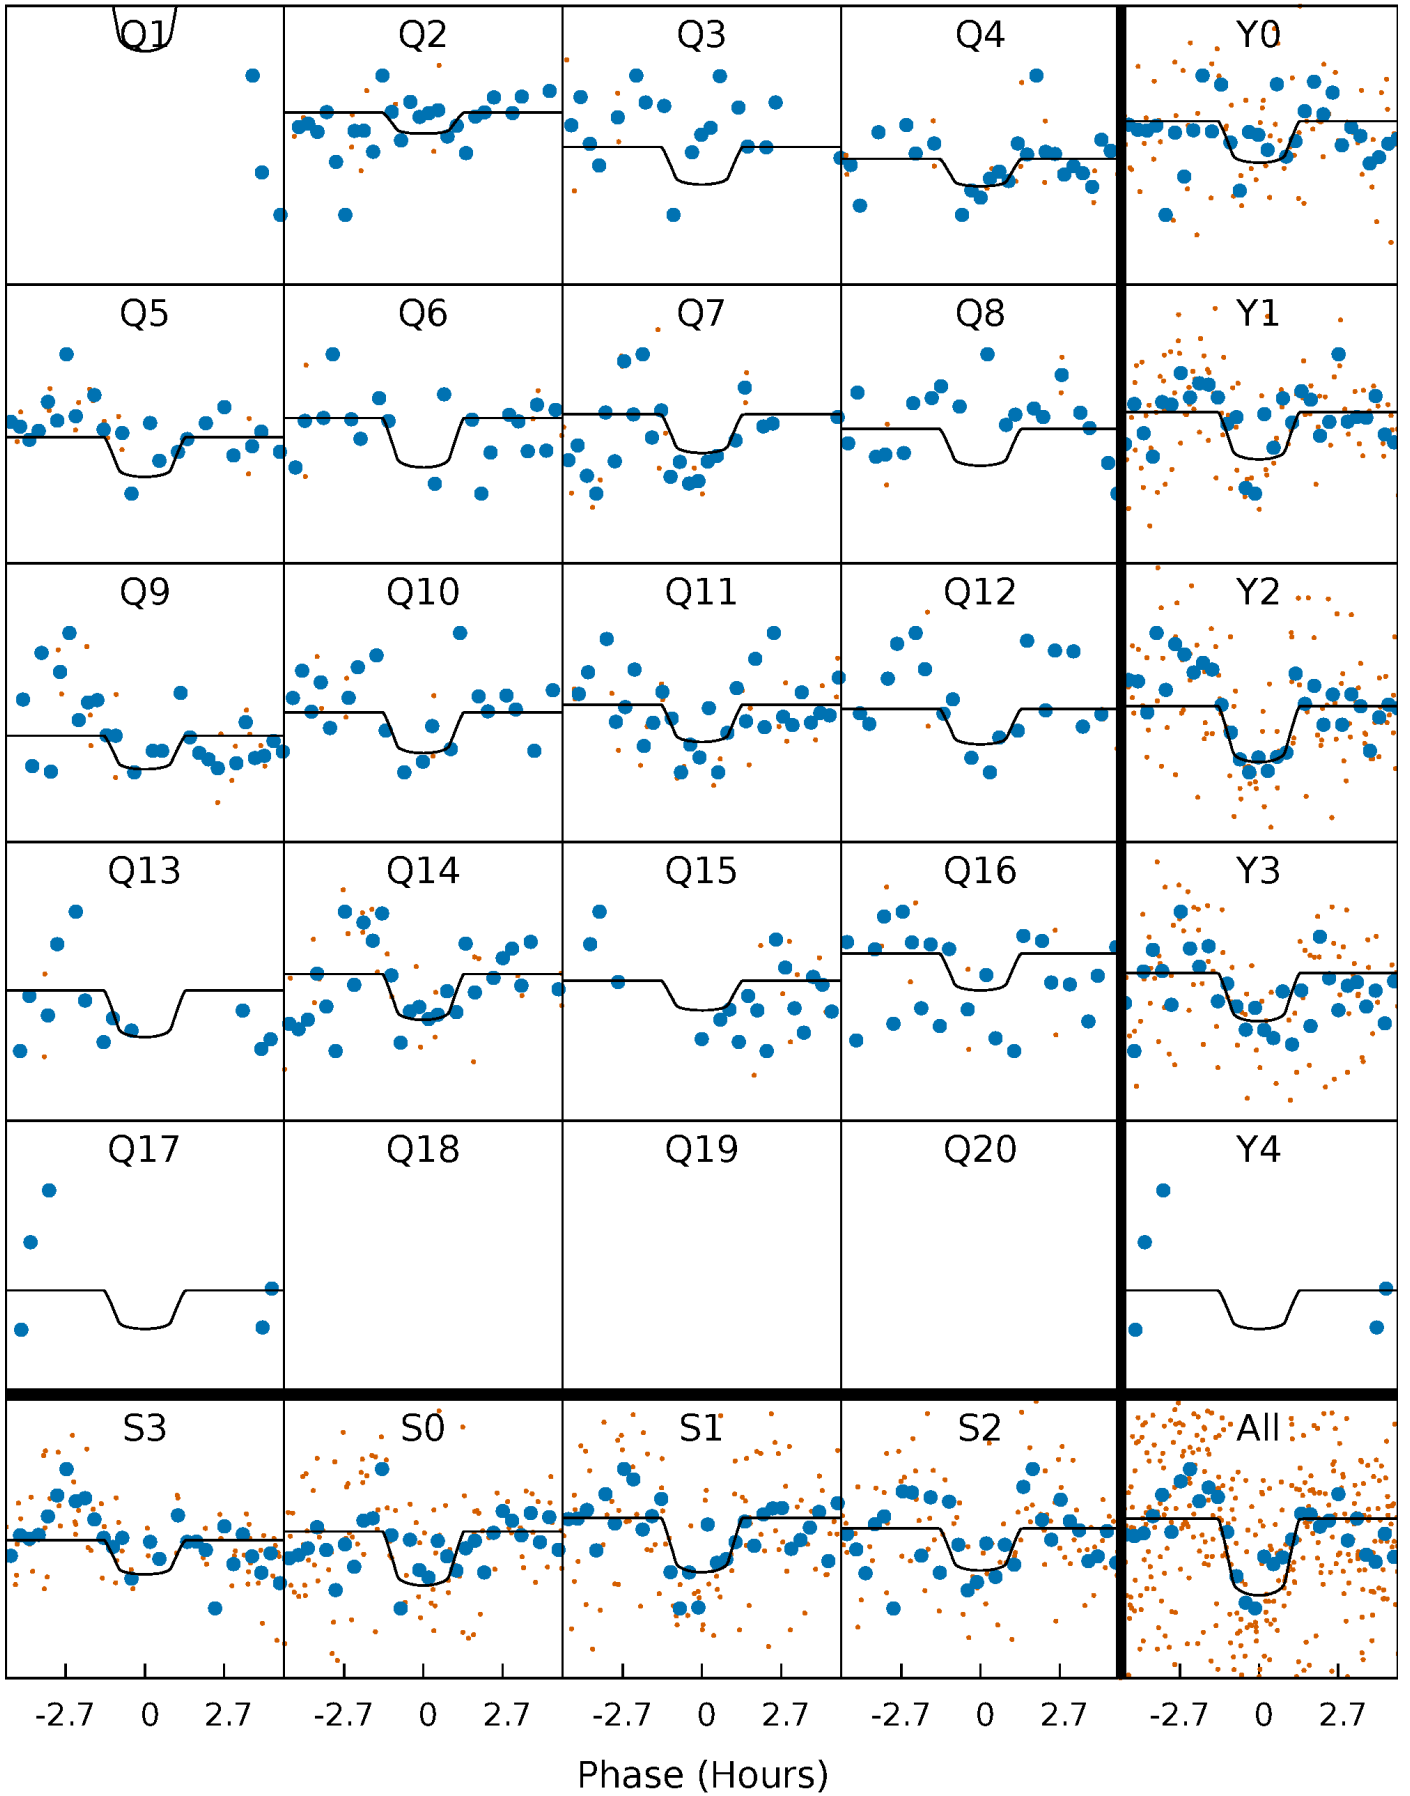 Q1 Q2 Q3 Q4 Y0
Q5 Q6 Q7 Q8 Y1
Q9 Q10 Q11 Q12 Y2
Q13 Q14 Q15 Q16 Y3
Q17 Q18 Q19 Q20 Y4
S3 S0 S1 S2 All
-2.7 0 2.7 -2.7 0 2.7 -2.7 0 2.7 -2.7 0 2.7 -2.7 0 2.7
Phase (Hours)